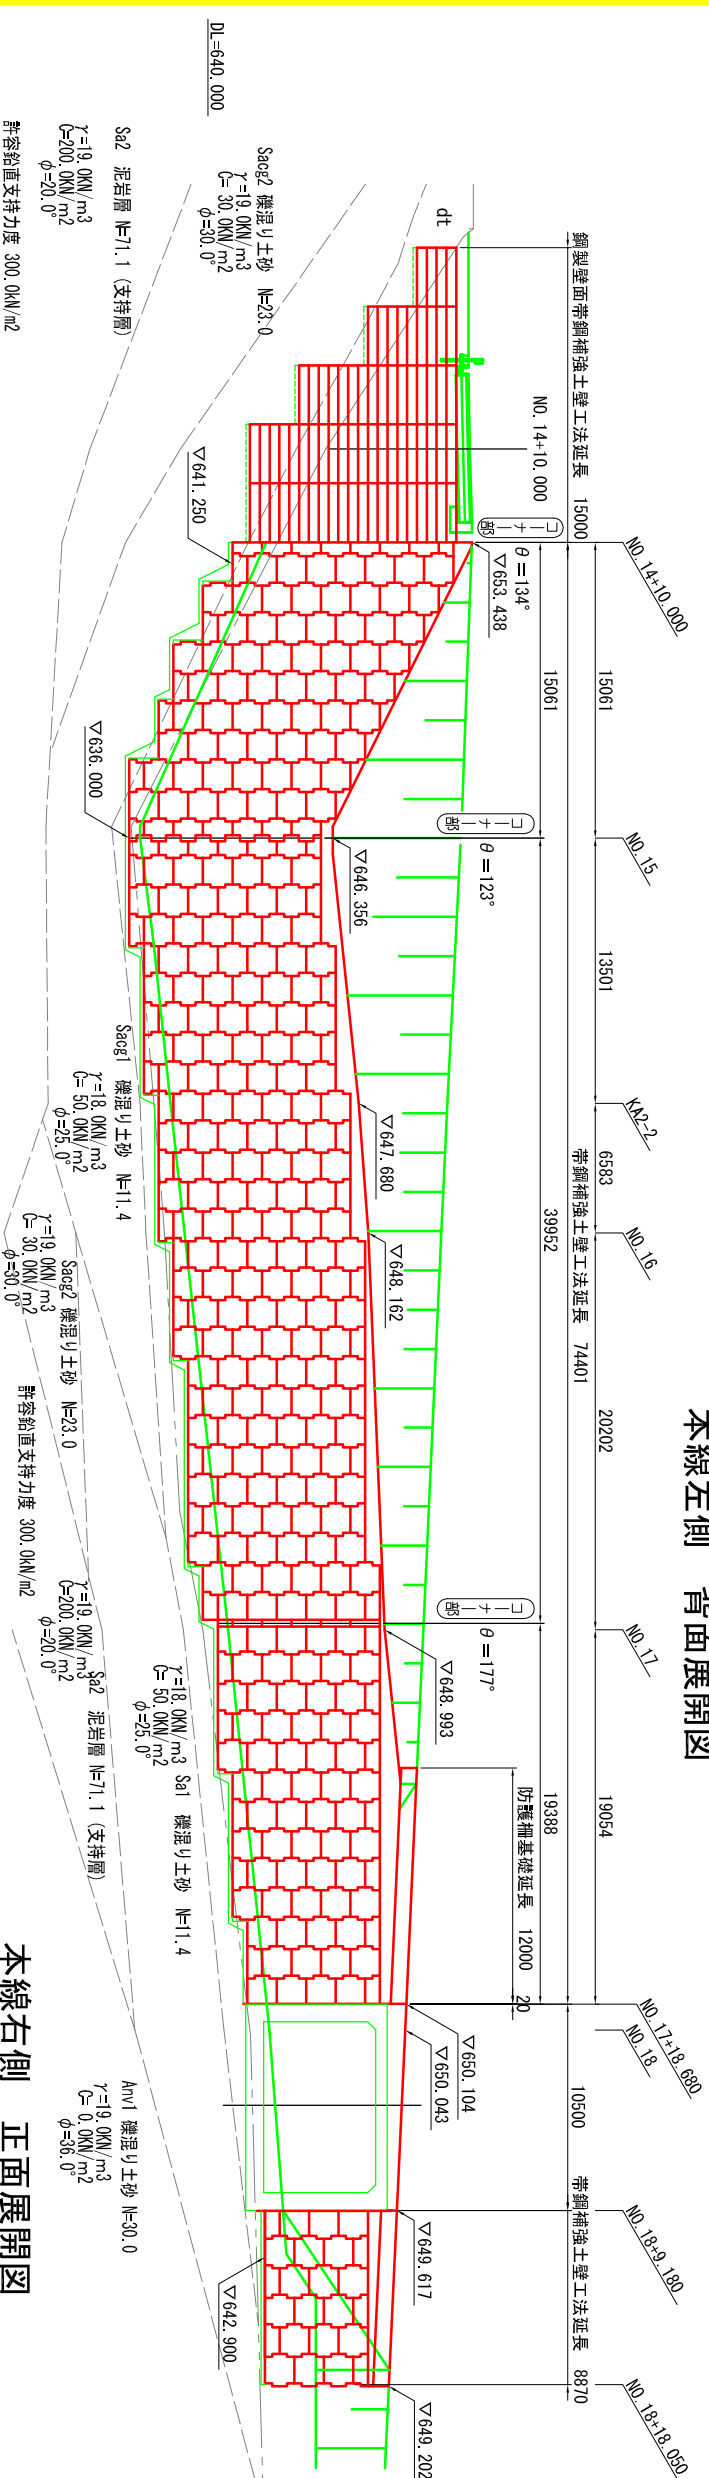 本線左側　背面展開図
NO.14+10.000
NO.15
KA2-2
NO.16
NO.17
NO.17+18.680
NO.18
NO.18+9.180
NO.18+18.050
15061
13501
6583
20202
19054
鋼製壁面帯鋼補強土壁工法延長　15000
帯鋼補強土壁工法延長　74401
10500
帯鋼補強土壁工法延長　8870
15061
39952
19388
20
防護柵基礎延長　12000
NO.14+10.000
コーナー部
θ=134°
コーナー部
θ=123°
コーナー部
θ=177°
dt
▽653.438
▽646.356
▽647.680
▽648.162
▽648.993
▽650.104
▽650.043
▽649.617
▽649.202
▽641.250
▽636.000
▽642.900
DL=640.000
Sacg2 礫混り土砂　N=23.0
γ=19.0KN/m3
C= 30.0KN/m2
φ=30.0°
Sa2　泥岩層 N=71.1 (支持層)
γ=19.0KN/m3
C=200.0KN/m2
φ=20.0°
許容鉛直支持力度 300.0kN/m2
Sacg1　礫混り土砂　N=11.4
γ=18.0KN/m3
C= 50.0KN/m2
φ=25.0°
Sacg2 礫混り土砂　N=23.0
γ=19.0KN/m3
C= 30.0KN/m2
φ=30.0°
許容鉛直支持力度 300.0kN/m2
Sa2　泥岩層 N=71.1 (支持層)
γ=19.0KN/m3
C=200.0KN/m2
φ=20.0°
Sa1　礫混り土砂　N=11.4
γ=18.0KN/m3
C= 50.0KN/m2
φ=25.0°
Anv1 礫混り土砂 N=30.0
γ=19.0KN/m3
C= 0.0KN/m2
φ=36.0°
本線右側　正面展開図